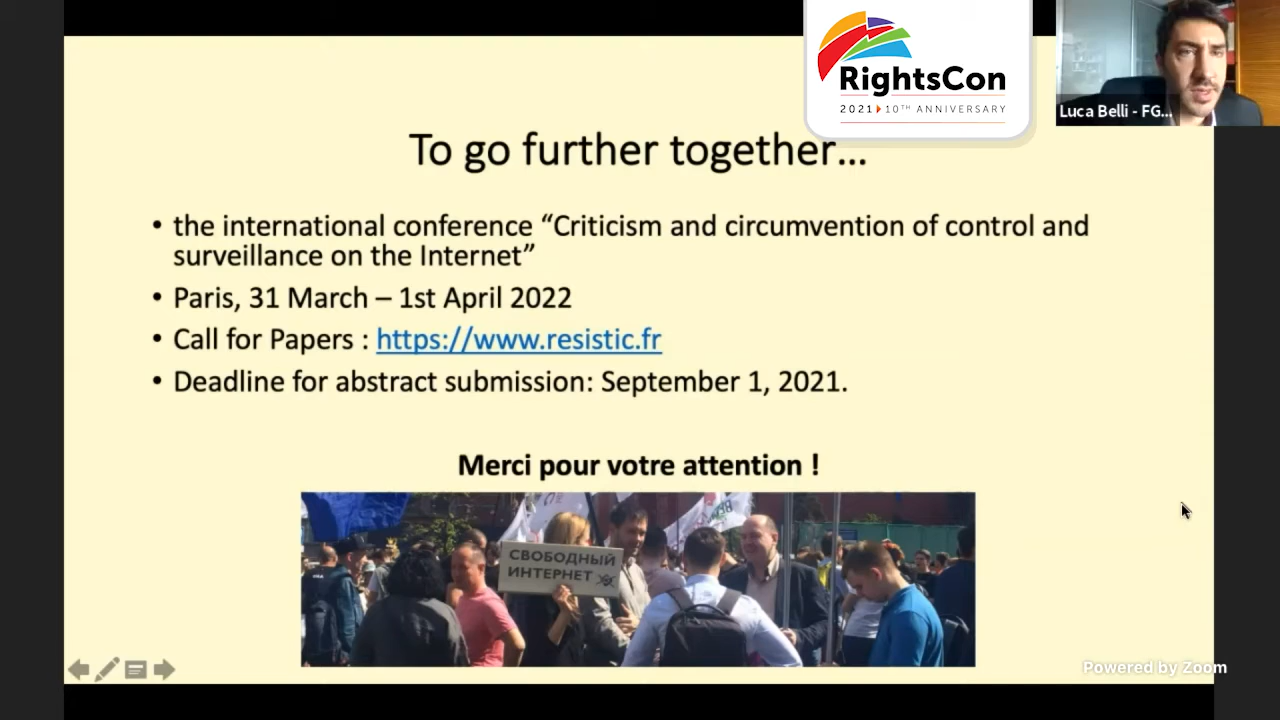 RightsCon
2021 10TH ANNIVERSARY
Luca Belli - FG...
To go further together...
• the international conference “Criticism and circumvention of control and
surveillance on the Internet”
• Paris, 31 March – 1st April 2022
• Call for Papers : https://www.resistic.fr
• Deadline for abstract submission: September 1, 2021.
Merci pour votre attention !
СВОБОДНЫЙ
ИНТЕРНЕТ
Powered by Zoom